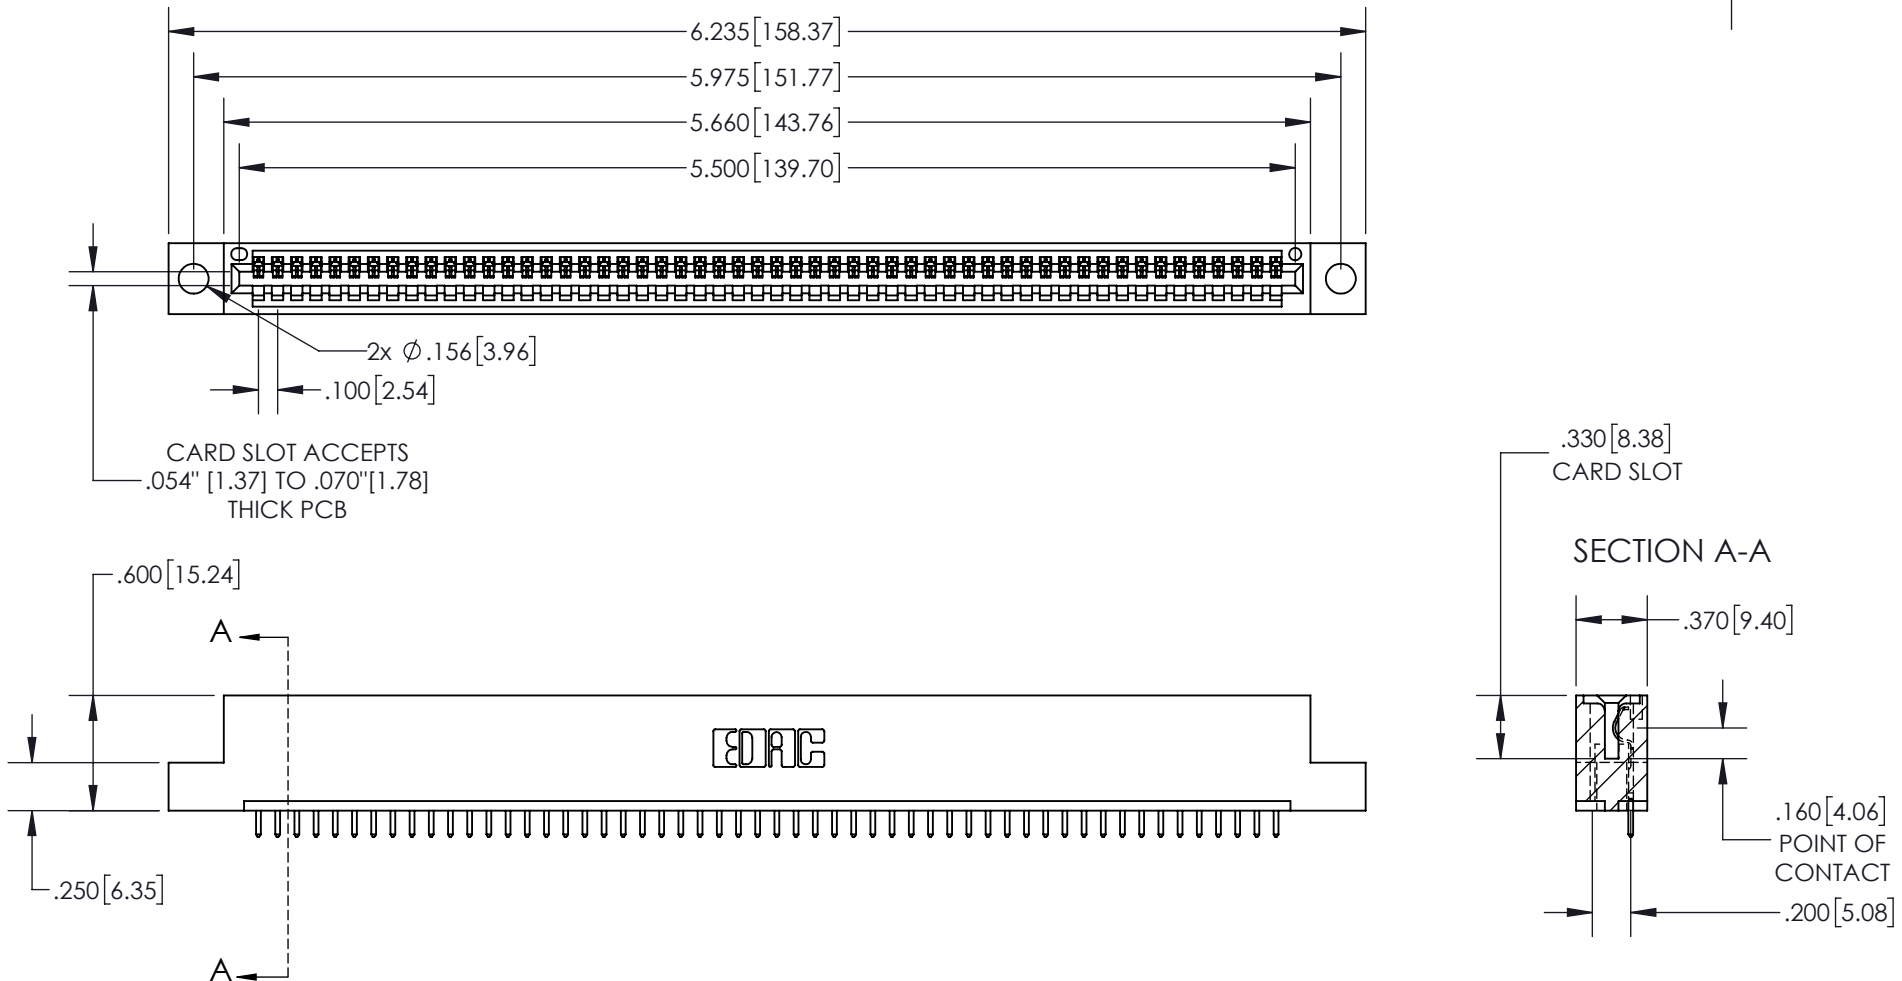 6.235[158.37]
5.975[151.77]
5.660[143.76]
5.500[139.70]
2x Ø.156[3.96]
.100[2.54]
CARD SLOT ACCEPTS
.054" [1.37] TO .070"[1.78]
THICK PCB
.330[8.38]
CARD SLOT
SECTION A-A
.600[15.24]
A
.370[9.40]
EDAC
.160[4.06]
POINT OF
CONTACT
.250[6.35]
.200[5.08]
A